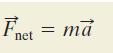 F⃗net = ma⃗